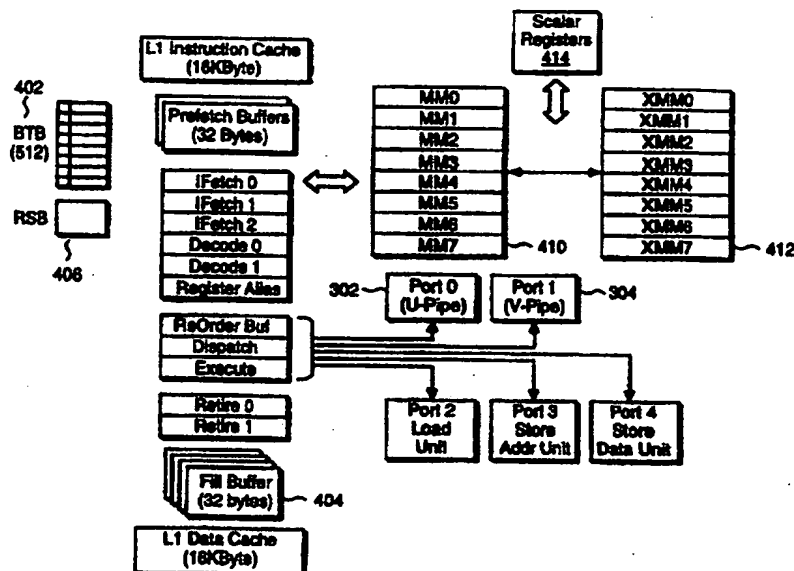 Scalar
Registers
414
L1 Instruction Cache
(16KByte)
402
BTB
(512)
RSB
406
Prefetch Buffers
(32 Bytes)
IFetch 0
IFetch 1
IFetch 2
Decode 0
Decode 1
Register Alias
ReOrder Buf
Dispatch
Execute
Retire 0
Retire 1
Fill Buffer
(32 bytes)
404
L1 Data Cache
(16KByte)
MM0
MM1
MM2
MM3
MM4
MM5
MM6
MM7
410
XMM0
XMM1
XMM2
XMM3
XMM4
XMM5
XMM6
XMM7
412
302
Port 0
(U-Pipe)
Port 1
(V-Pipe)
304
Port 2
Load
Unit
Port 3
Store
Addr Unit
Port 4
Store
Data Unit